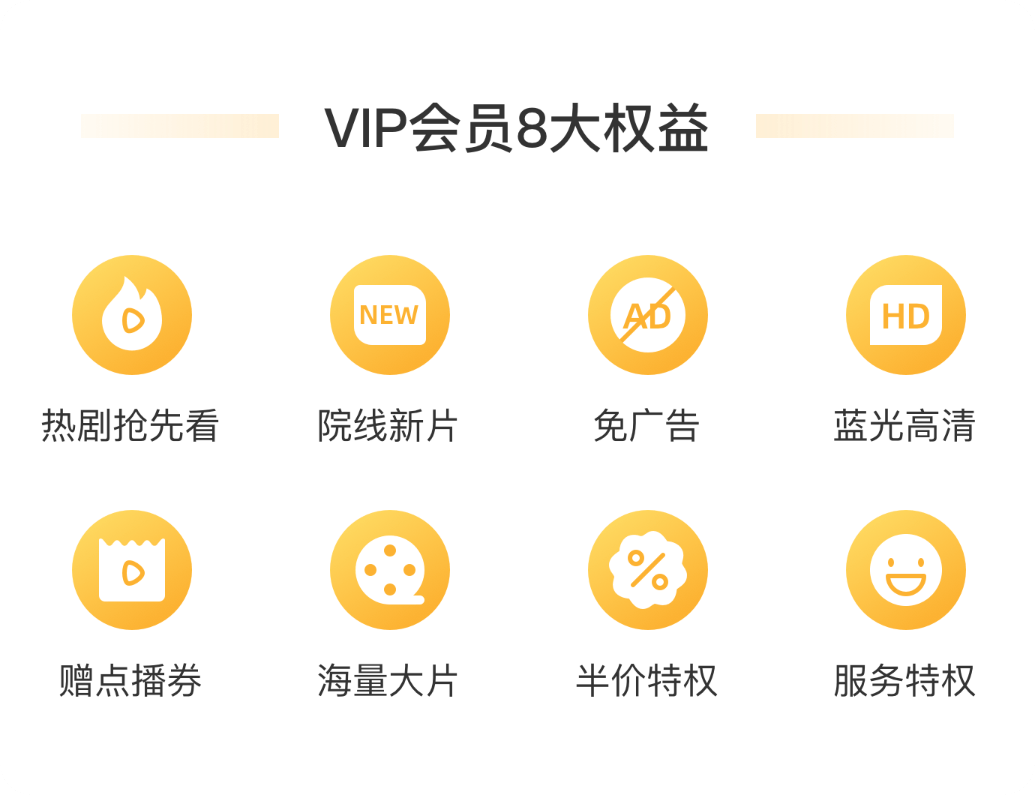 VIP会员8大权益
NEW
AD
HD
热剧抢先看
院线新片
免广告
蓝光高清
%
赠点播券
海量大片
半价特权
服务特权